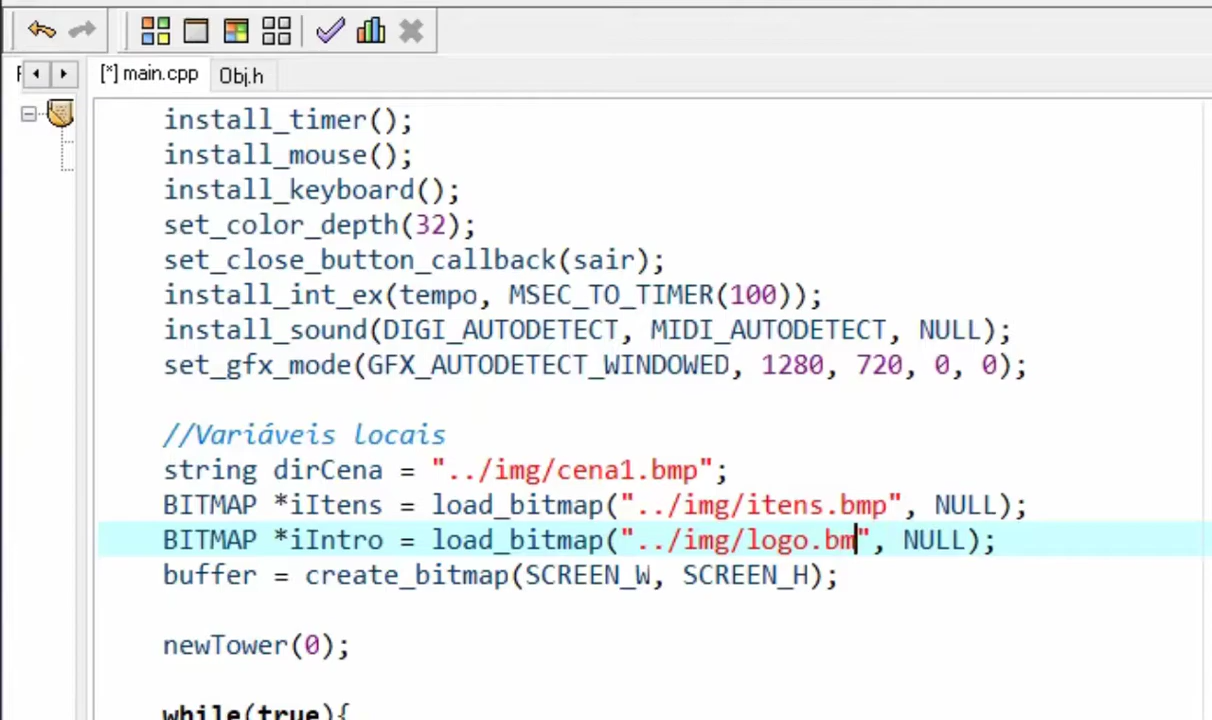 [*] main.cpp Obj.h
install_timer();
install_mouse();
install_keyboard();
set_color_depth(32);
set_close_button_callback(sair);
install_int_ex(tempo, MSEC_TO_TIMER(100));
install_sound(DIGI_AUTODETECT, MIDI_AUTODETECT, NULL);
set_gfx_mode(GFX_AUTODETECT_WINDOWED, 1280, 720, 0, 0);
//Variáveis locais
string dirCena = "../img/cena1.bmp";
BITMAP *iItens = load_bitmap("../img/itens.bmp", NULL);
BITMAP *iIntro = load_bitmap("../img/logo.bm", NULL);
buffer = create_bitmap(SCREEN_W, SCREEN_H);
newTower(0);
while(true){